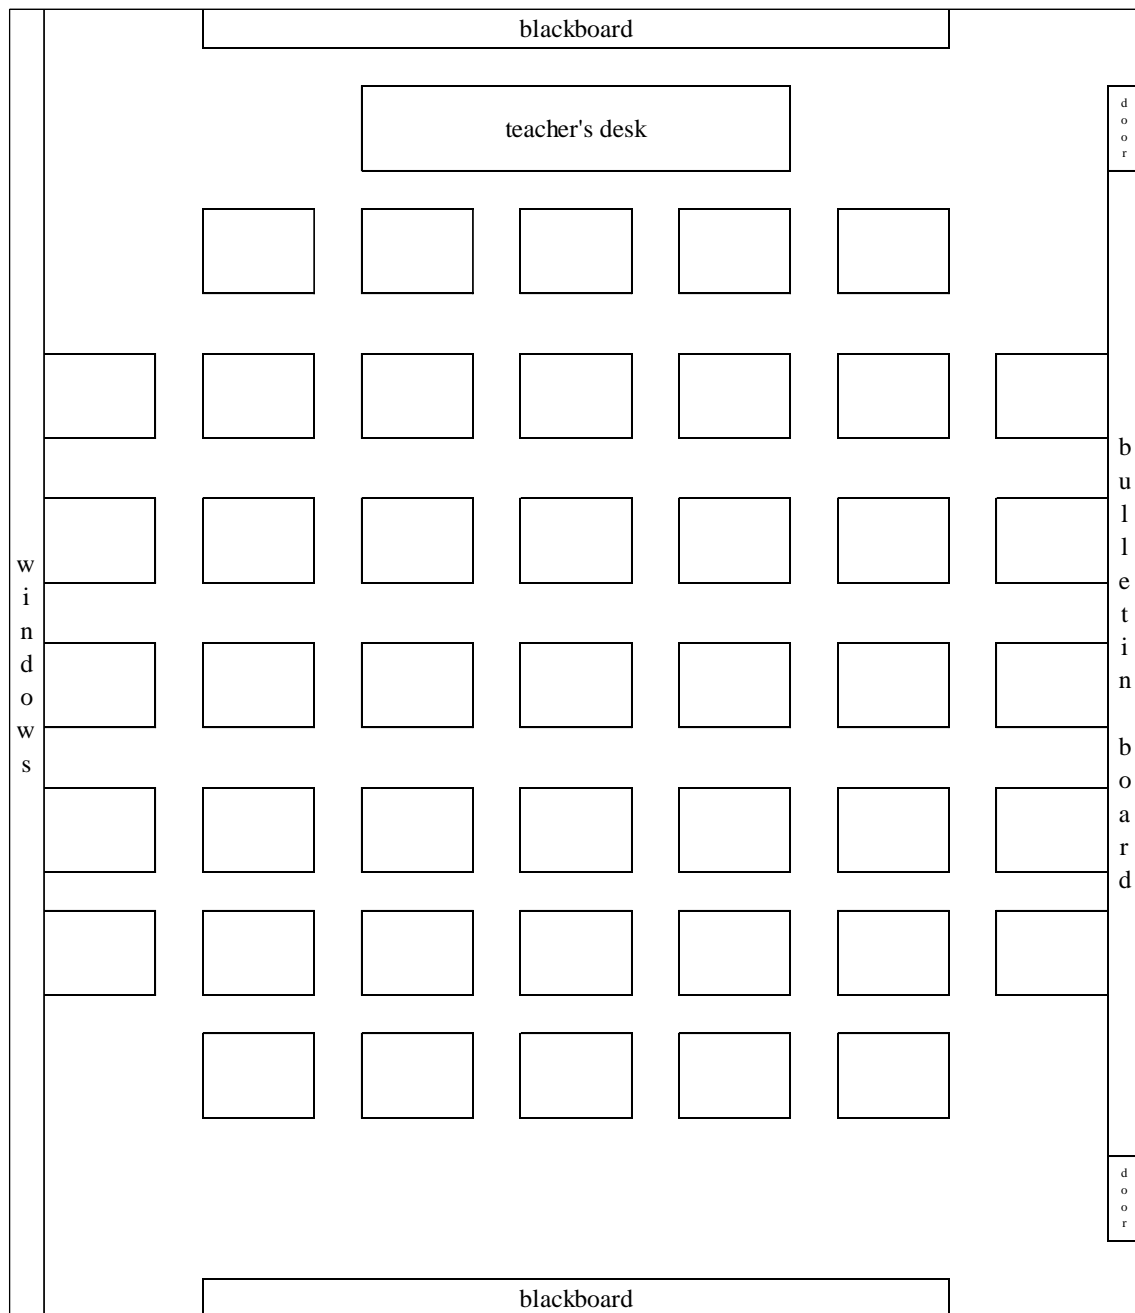 blackboard
teacher's desk
door
windows
bulletin board
door
blackboard